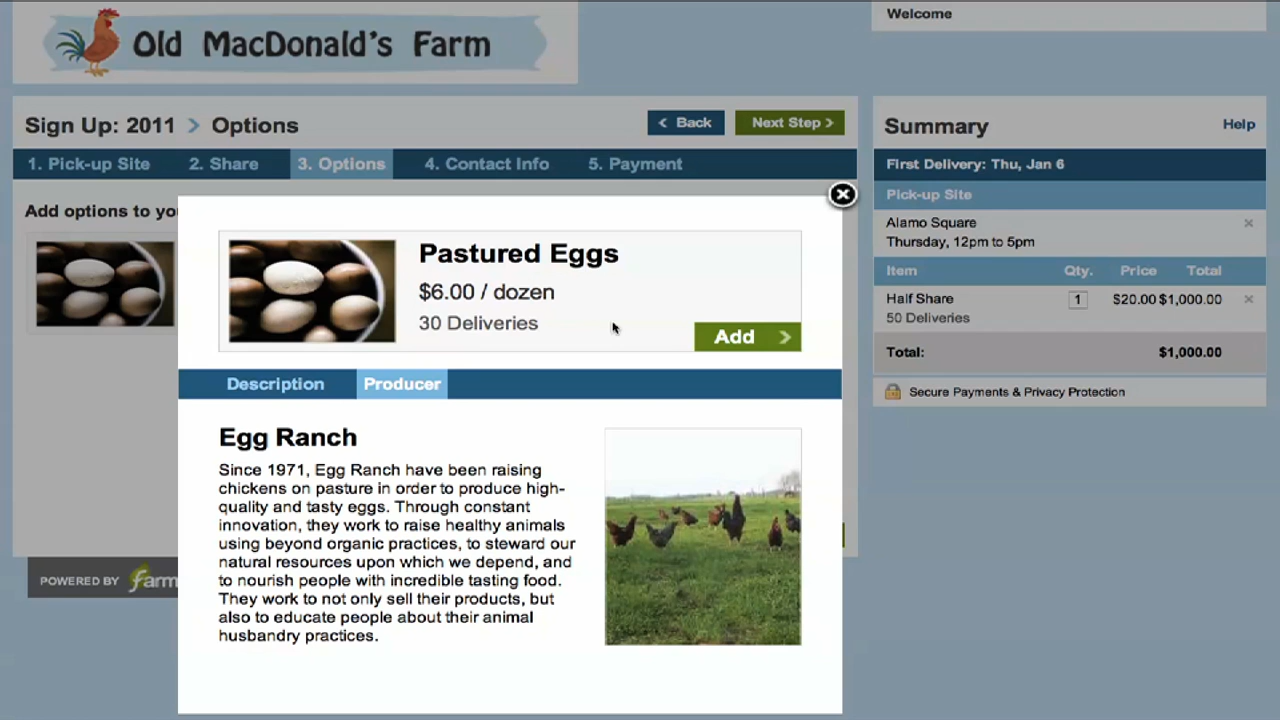 Old MacDonald's Farm
Welcome
Sign Up: 2011 > Options
< Back
Next Step >
Summary
Help
1. Pick-up Site
2. Share
3. Options
4. Contact Info
5. Payment
First Delivery: Thu, Jan 6
Pick-up Site
Alamo Square
Thursday, 12pm to 5pm
Item Qty. Price Total
Half Share 1 $20.00 $1,000.00
50 Deliveries
Total: $1,000.00
Secure Payments & Privacy Protection
Add options to you
Pastured Eggs
$6.00 / dozen
30 Deliveries
Add >
Description
Producer
Egg Ranch
Since 1971, Egg Ranch have been raising
chickens on pasture in order to produce high-
quality and tasty eggs. Through constant
innovation, they work to raise healthy animals
using beyond organic practices, to steward our
natural resources upon which we depend, and
to nourish people with incredible tasting food.
They work to not only sell their products, but
also to educate people about their animal
husbandry practices.
POWERED BY farm